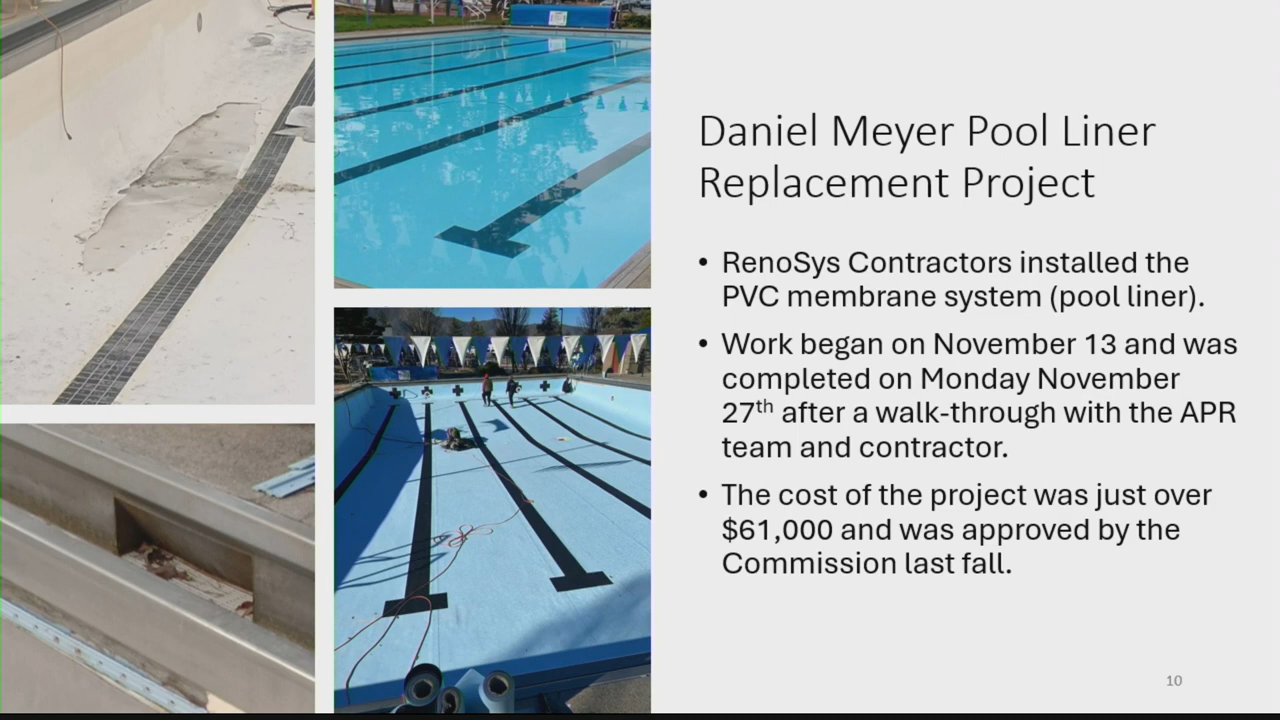 Daniel Meyer Pool Liner
Replacement Project
• RenoSys Contractors installed the
PVC membrane system (pool liner).
• Work began on November 13 and was
completed on Monday November
27th after a walk-through with the APR
team and contractor.
• The cost of the project was just over
$61,000 and was approved by the
Commission last fall.
10